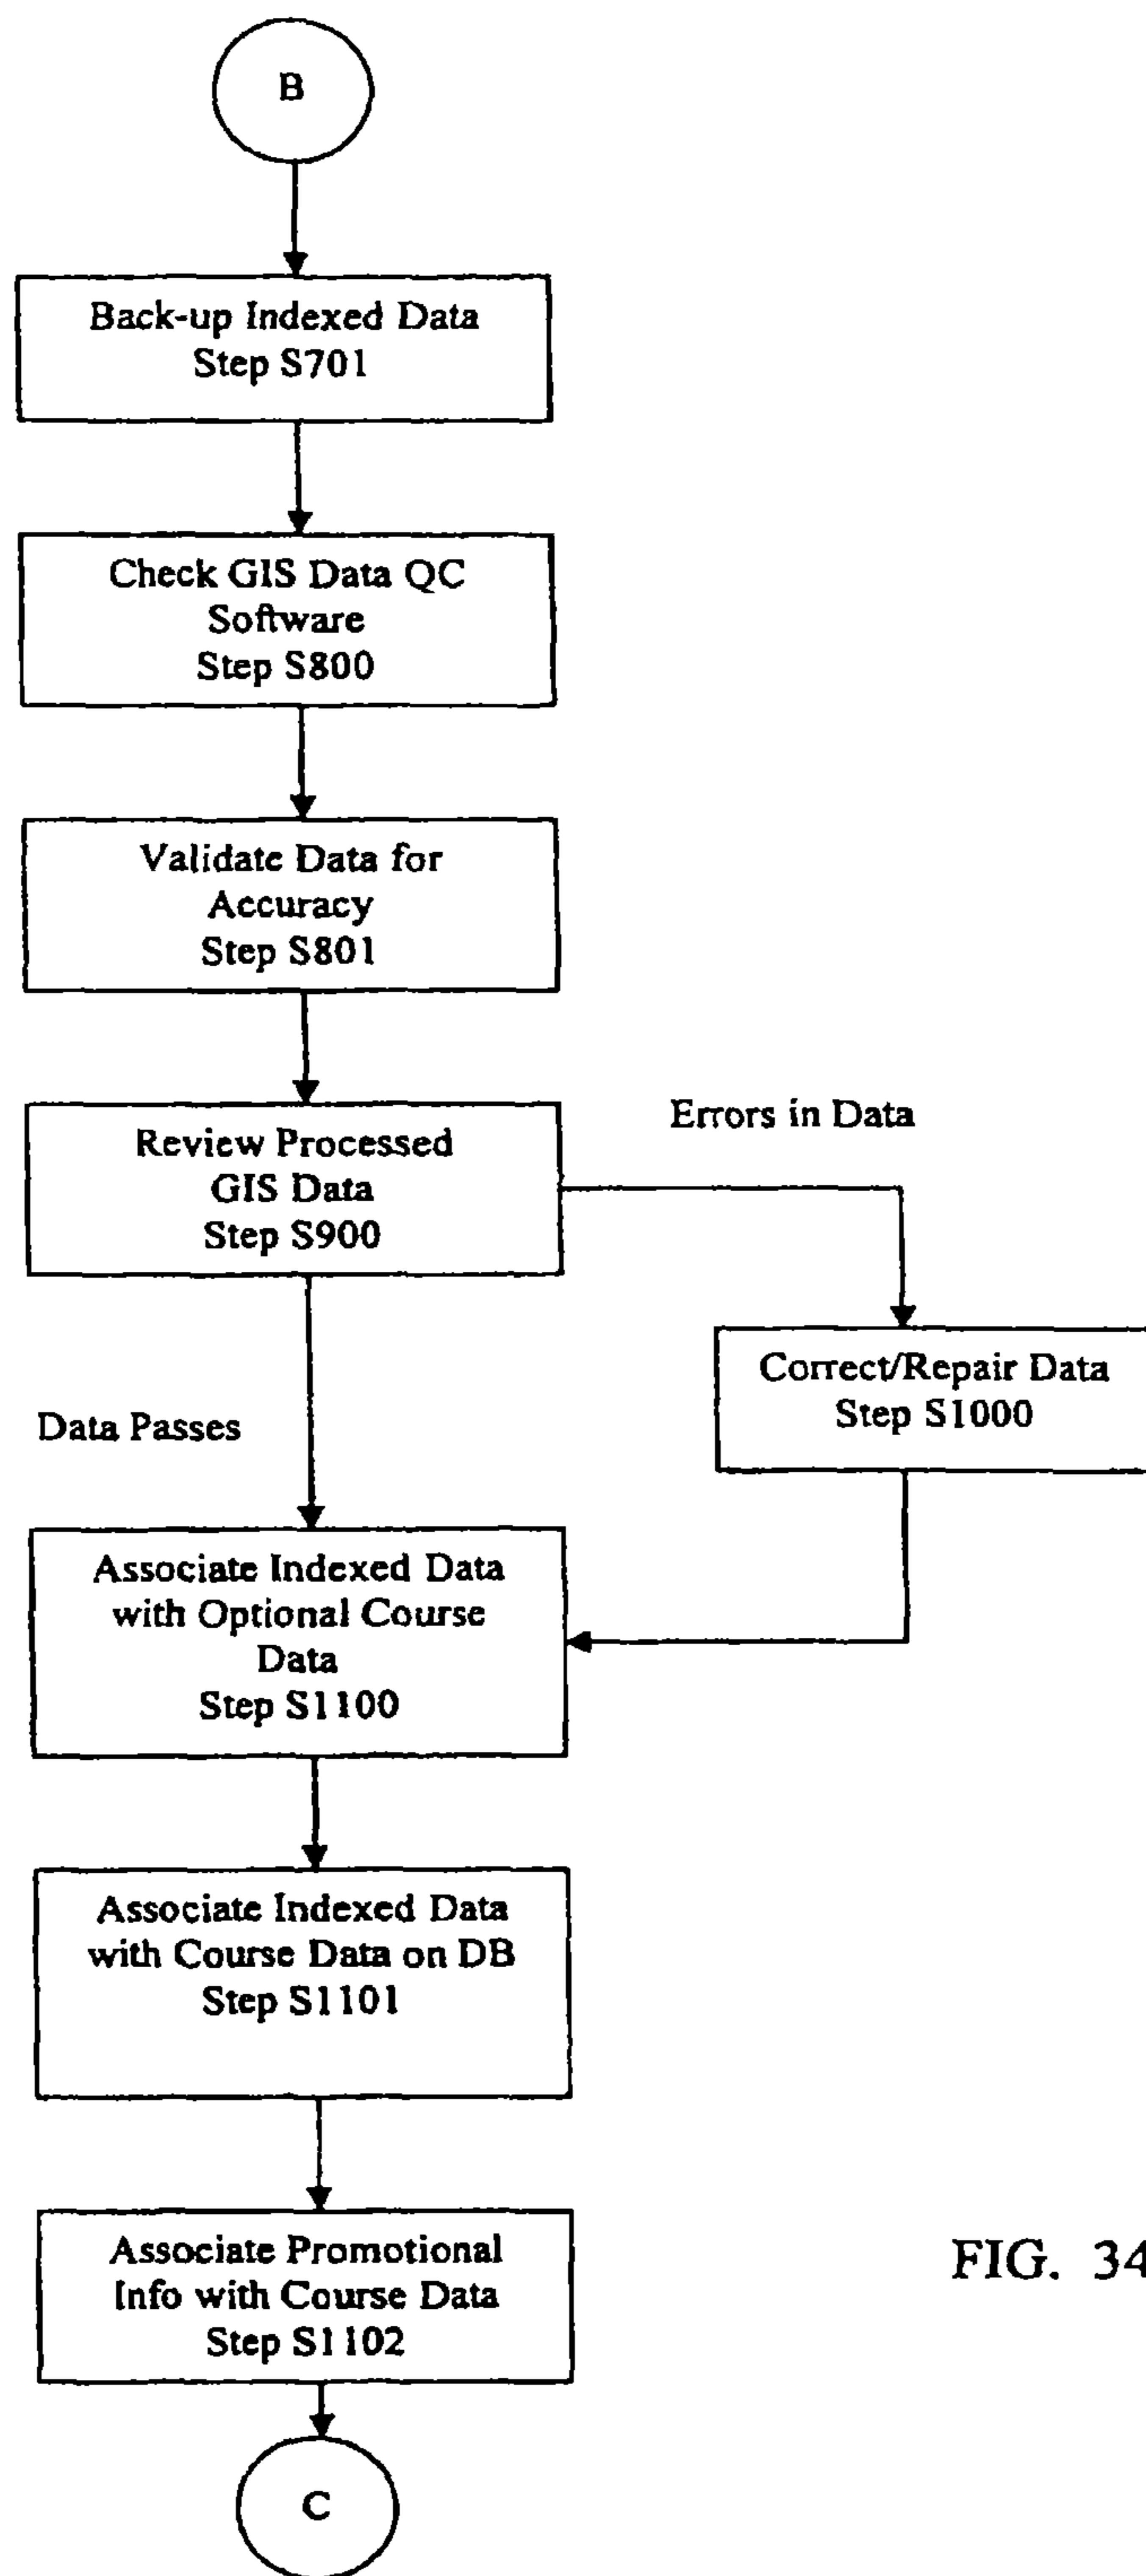 B
Back-up Indexed Data
Step S701
Check GIS Data QC
Software
Step S800
Validate Data for
Accuracy
Step S801
Review Processed
GIS Data
Step S900
Errors in Data
Correct/Repair Data
Step S1000
Data Passes
Associate Indexed Data
with Optional Course
Data
Step S1100
Associate Indexed Data
with Course Data on DB
Step S1101
Associate Promotional
Info with Course Data
Step S1102
FIG. 34
C